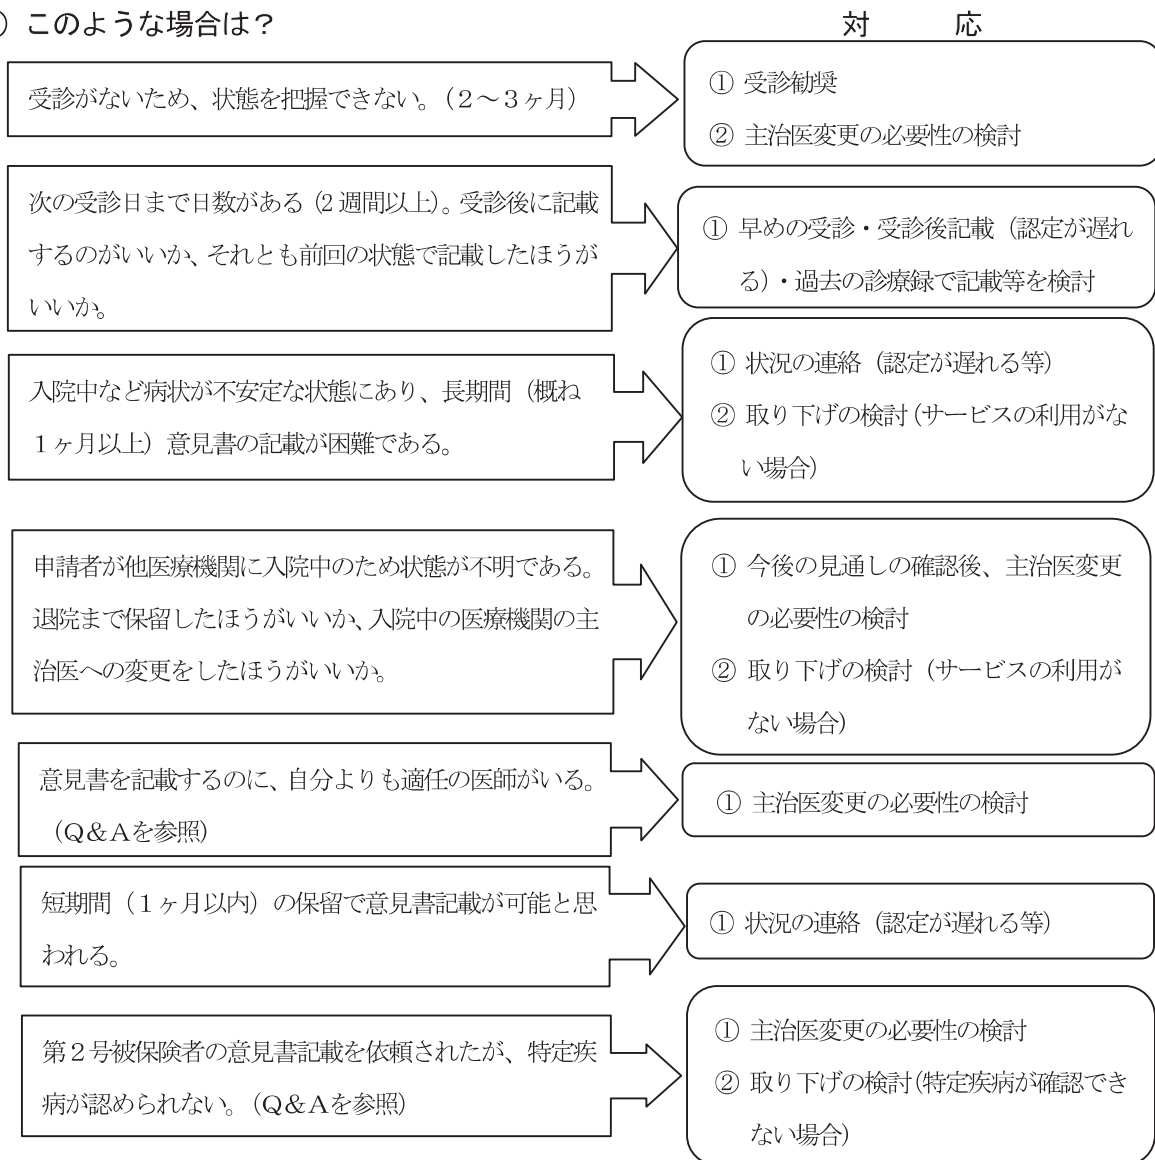 ）このような場合は？
対　　　応
受診がないため、状態を把握できない。（２～３ヶ月）
① 受診勧奨
② 主治医変更の必要性の検討
次の受診日まで日数がある（2 週間以上）。受診後に記載
するのがいいか、それとも前回の状態で記載したほうが
いいか。
① 早めの受診・受診後記載（認定が遅れ
る）・過去の診療録で記載等を検討
入院中など病状が不安定な状態にあり、長期間（概ね
１ヶ月以上）意見書の記載が困難である。
① 状況の連絡（認定が遅れる等）
② 取り下げの検討（サービスの利用がな
い場合）
申請者が他医療機関に入院中のため状態が不明である。
退院まで保留したほうがいいか、入院中の医療機関の主
治医への変更をしたほうがいいか。
① 今後の見通しの確認後、主治医変更
の必要性の検討
② 取り下げの検討（サービスの利用が
ない場合）
意見書を記載するのに、自分よりも適任の医師がいる。
（Ｑ＆Ａを参照）
① 主治医変更の必要性の検討
短期間（１ヶ月以内）の保留で意見書記載が可能と思
われる。
① 状況の連絡（認定が遅れる等）
第２号被保険者の意見書記載を依頼されたが、特定疾
病が認められない。（Ｑ＆Ａを参照）
① 主治医変更の必要性の検討
② 取り下げの検討（特定疾病が確認でき
ない場合）